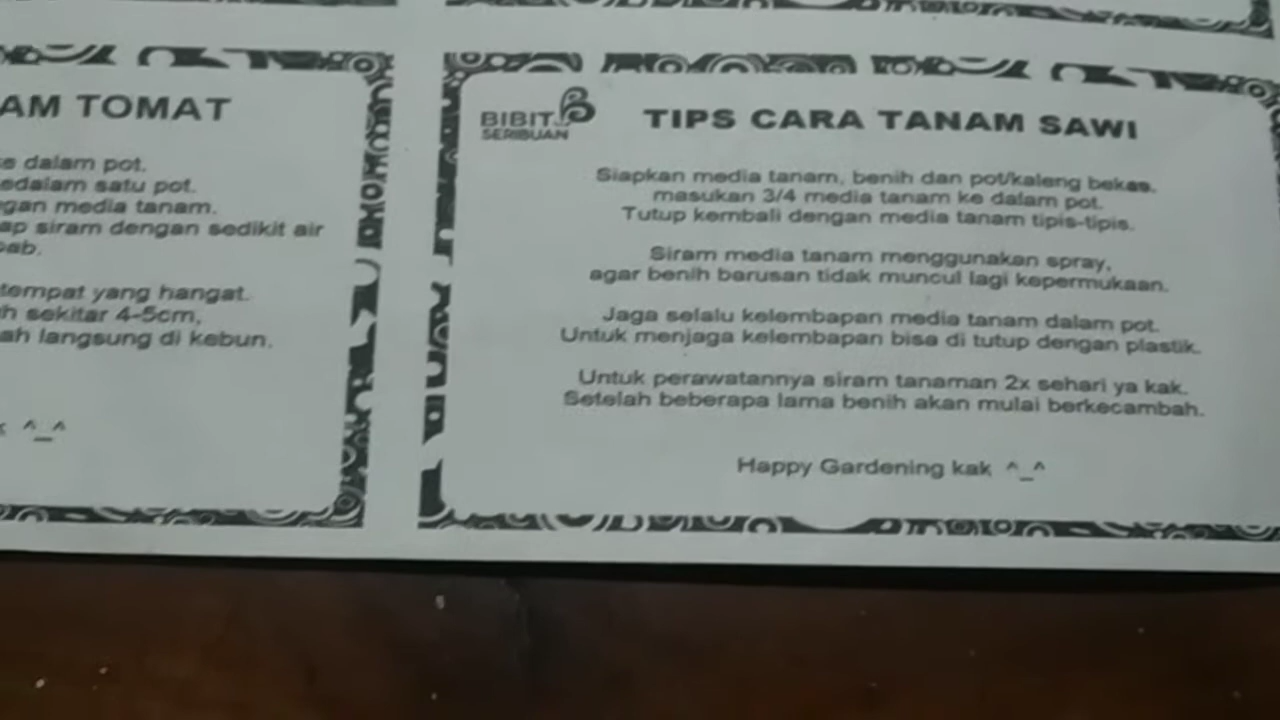 AM TOMAT
e dalam pot.
edalam satu pot.
gan media tanam.
ap siram dengan sedikit air
bab.
tempat yang hangat.
h sekitar 4-5cm,
ah langsung di kebun.
^_^
BIBIT
SERIBUAN
TIPS CARA TANAM SAWI
Siapkan media tanam, benih dan pot/kaleng bekas.
masukan 3/4 media tanam ke dalam pot.
Tutup kembali dengan media tanam tipis-tipis.
Siram media tanam menggunakan spray,
agar benih barusan tidak muncul lagi kepermukaan.
Jaga selalu kelembapan media tanam dalam pot.
Untuk menjaga kelembapan bisa di tutup dengan plastik.
Untuk perawatannya siram tanaman 2x sehari ya kak.
Setelah beberapa lama benih akan mulai berkecambah.
Happy Gardening kak ^_^